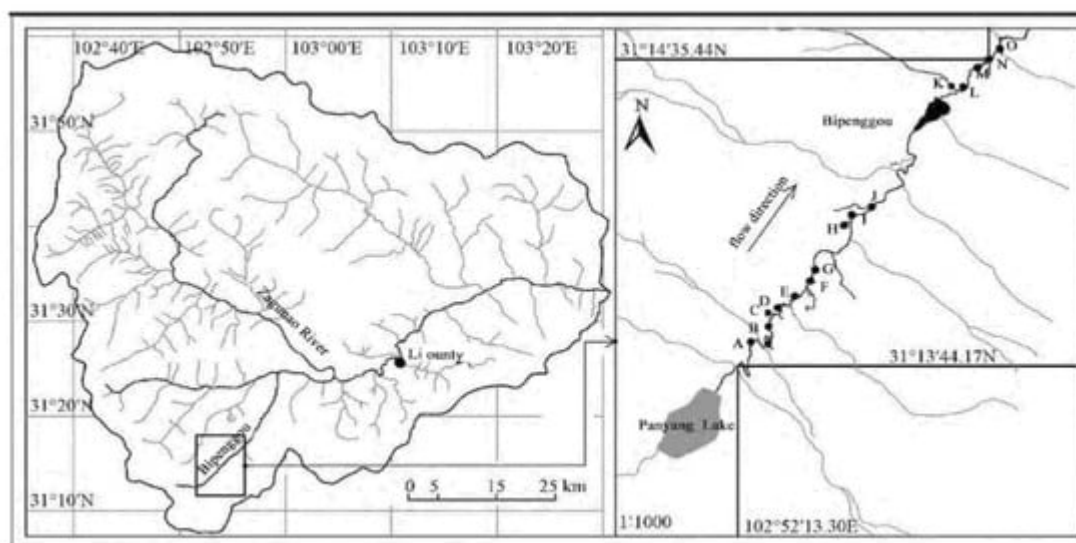 102°40′E 102°50′E 103°00′E 103°10′E 103°20′E
31°50′N
31°30′N
31°20′N
31°10′N
Zagunao River
Li ounty
Bipenggou
0 5 15 25 km
31°14′35.44″N
O
N
M
L
K
Bipenggou
N
flow direction
J
I
H
G
F
E
D
C
B
A
31°13′44.17N
Panyang Lake
1:1000
102°52′13.30E